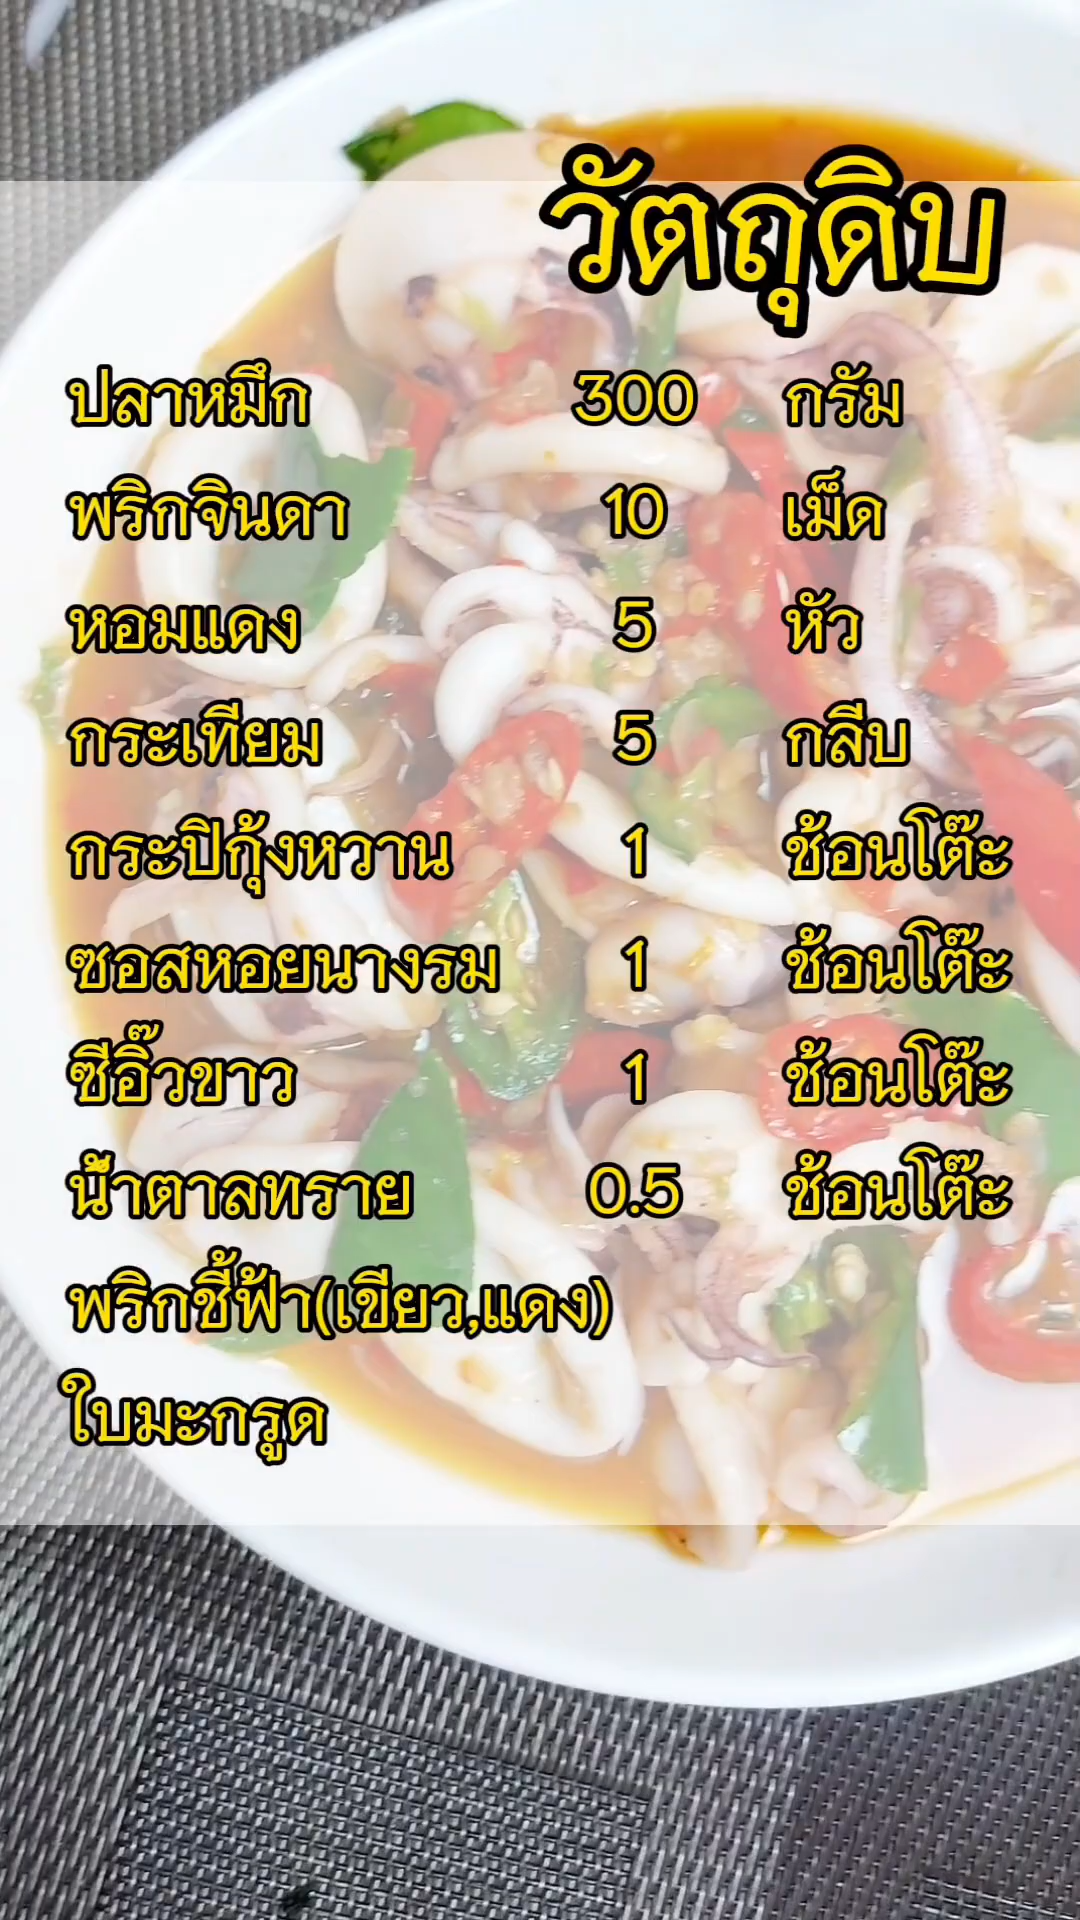 วัตถุดิบ
ปลาหมึก 300 กรัม
พริกจินดา 10 เม็ด
หอมแดง 5 หัว
กระเทียม 5 กลีบ
กระปิกุ้งหวาน 1 ช้อนโต๊ะ
ซอสหอยนางรม 1 ช้อนโต๊ะ
ซีอิ๊วขาว 1 ช้อนโต๊ะ
น้ำตาลทราย 0.5 ช้อนโต๊ะ
พริกชี้ฟ้า(เขียว,แดง)
ใบมะกรูด